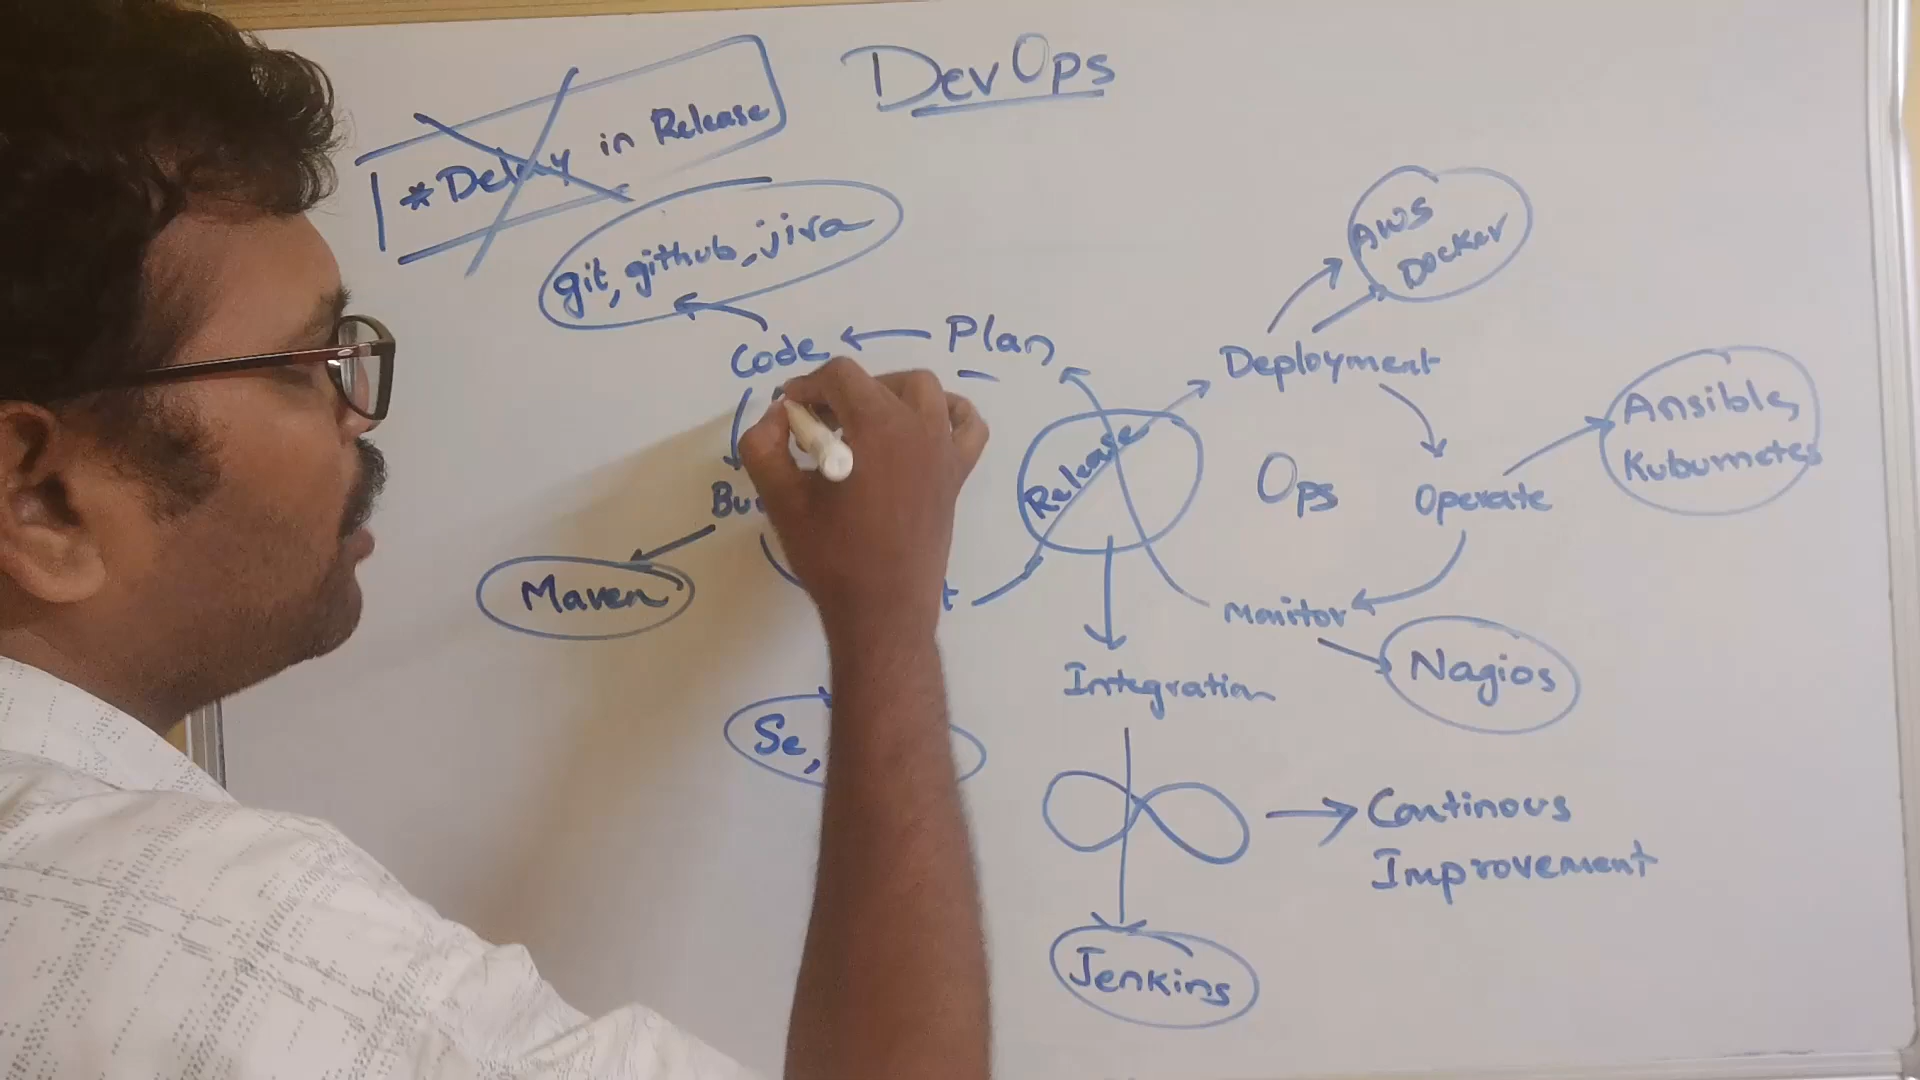 DevOps
* Delay in Release
git, github, jira
AWS
Docker
Code
Plan
Deployment
Ansible,
Kuburnetes
Release
Ops
Operate
Maven
Monitor
Integration
Nagios
Se,
Continous
Improvement
Jenkins